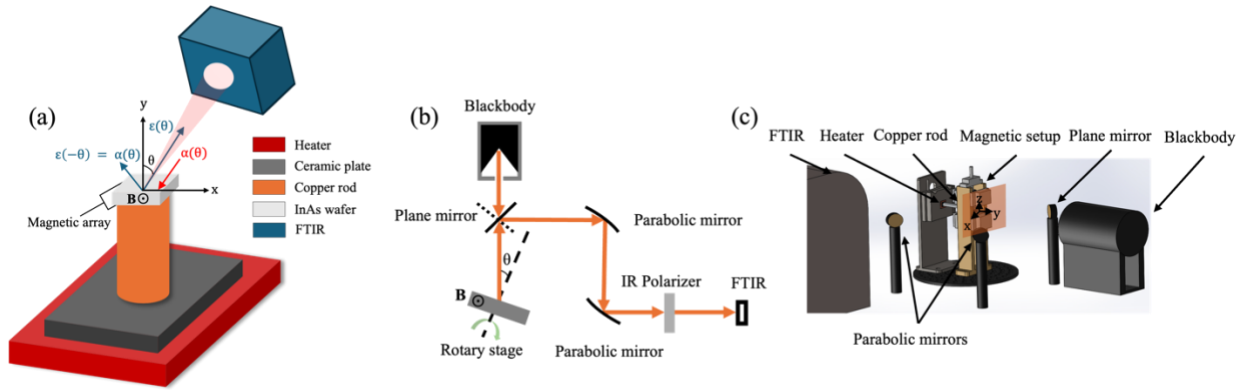 (a)
y
ε(θ)
ε(-θ) = α(θ)
θ
α(θ)
x
B
Magnetic array
Heater
Ceramic plate
Copper rod
InAs wafer
FTIR
(b)
Blackbody
Plane mirror
Parabolic mirror
θ
IR Polarizer
FTIR
B
Rotary stage
Parabolic mirror
(c)
FTIR
Heater
Copper rod
Magnetic setup
Plane mirror
Blackbody
z
y
x
Parabolic mirrors